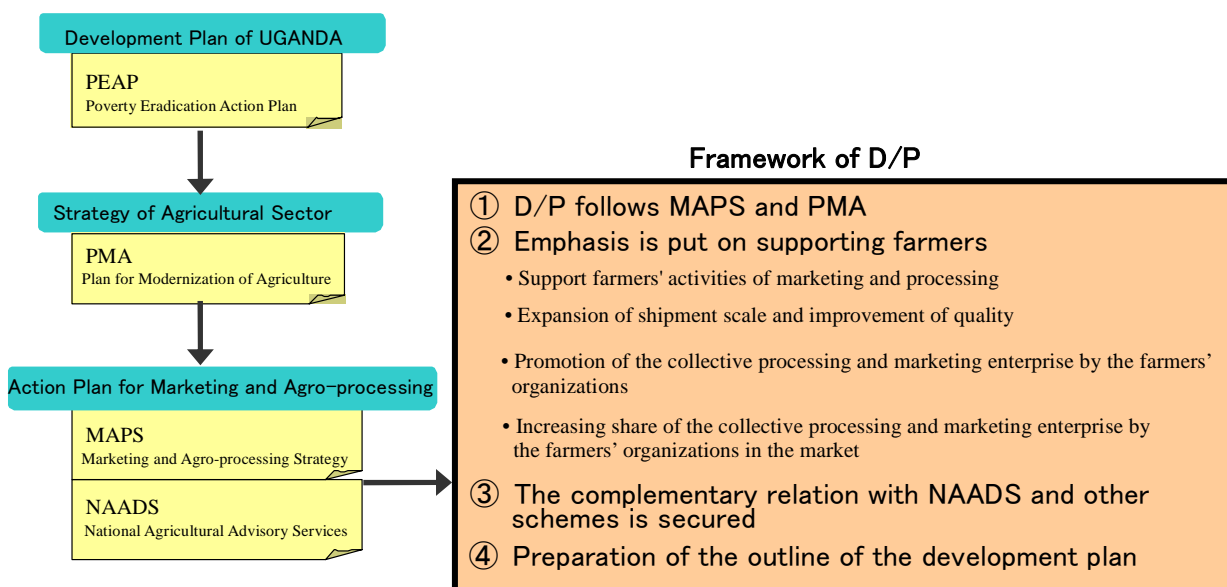 Development Plan of UGANDA
PEAP
Poverty Eradication Action Plan
Strategy of Agricultural Sector
PMA
Plan for Modernization of Agriculture
Action Plan for Marketing and Agro-processing
MAPS
Marketing and Agro-processing Strategy
NAADS
National Agricultural Advisory Services
Framework of D/P
① D/P follows MAPS and PMA
② Emphasis is put on supporting farmers
• Support farmers' activities of marketing and processing
• Expansion of shipment scale and improvement of quality
• Promotion of the collective processing and marketing enterprise by the farmers’
organizations
• Increasing share of the collective processing and marketing enterprise by
the farmers’ organizations in the market
③ The complementary relation with NAADS and other
schemes is secured
④ Preparation of the outline of the development plan